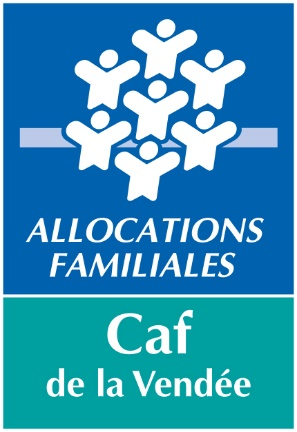 ALLOCATIONS
FAMILIALES
Caf
de la Vendée